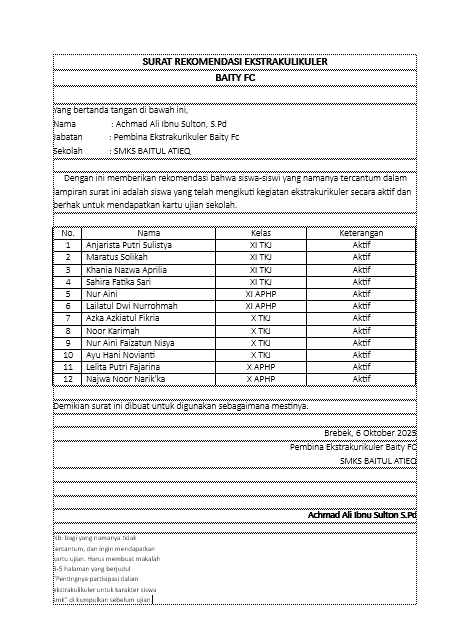 SURAT REKOMENDASI EKSTRAKULIKULER
BAITY FC
Yang bertanda tangan di bawah ini,
Nama : Achmad Ali Ibnu Sulton, S.Pd
Jabatan : Pembina Ekstrakurikuler Baity Fc
Sekolah : SMKS BAITUL ATIEQ
Dengan ini memberikan rekomendasi bahwa siswa-siswi yang namanya tercantum dalam
lampiran surat ini adalah siswa yang telah mengikuti kegiatan ekstrakurikuler secara aktif dan
berhak untuk mendapatkan kartu ujian sekolah.
No. Nama Kelas Keterangan
1 Anjarista Putri Sulistya XI TKJ Aktif
2 Maratus Solikah XI TKJ Aktif
3 Khania Nazwa Aprilia XI TKJ Aktif
4 Sahira Fatika Sari XI TKJ Aktif
5 Nur Aini XI APHP Aktif
6 Lailatul Dwi Nurrohmah XI APHP Aktif
7 Azka Azkiatul Fikria X TKJ Aktif
8 Noor Karimah X TKJ Aktif
9 Nur Aini Faizatun Nisya X TKJ Aktif
10 Ayu Hani Novianti X TKJ Aktif
11 Lelita Putri Fajarina X APHP Aktif
12 Najwa Noor Narik'ka X APHP Aktif
Demikian surat ini dibuat untuk digunakan sebagaimana mestinya.
Brebek, 6 Oktober 2025
Pembina Ekstrakurikuler Baity FC
SMKS BAITUL ATIEQ
Achmad Ali Ibnu Sulton S.Pd
Nb: bagi yang namanya tidak
tercantum, dan ingin mendapatkan
kartu ujian. Harus membuat makalah
3-5 halaman yang berjudul
"Pentingnya partisipasi dalam
ekstrakulikuler untuk karakter siswa
smk" di kumpulkan sebelum ujian.